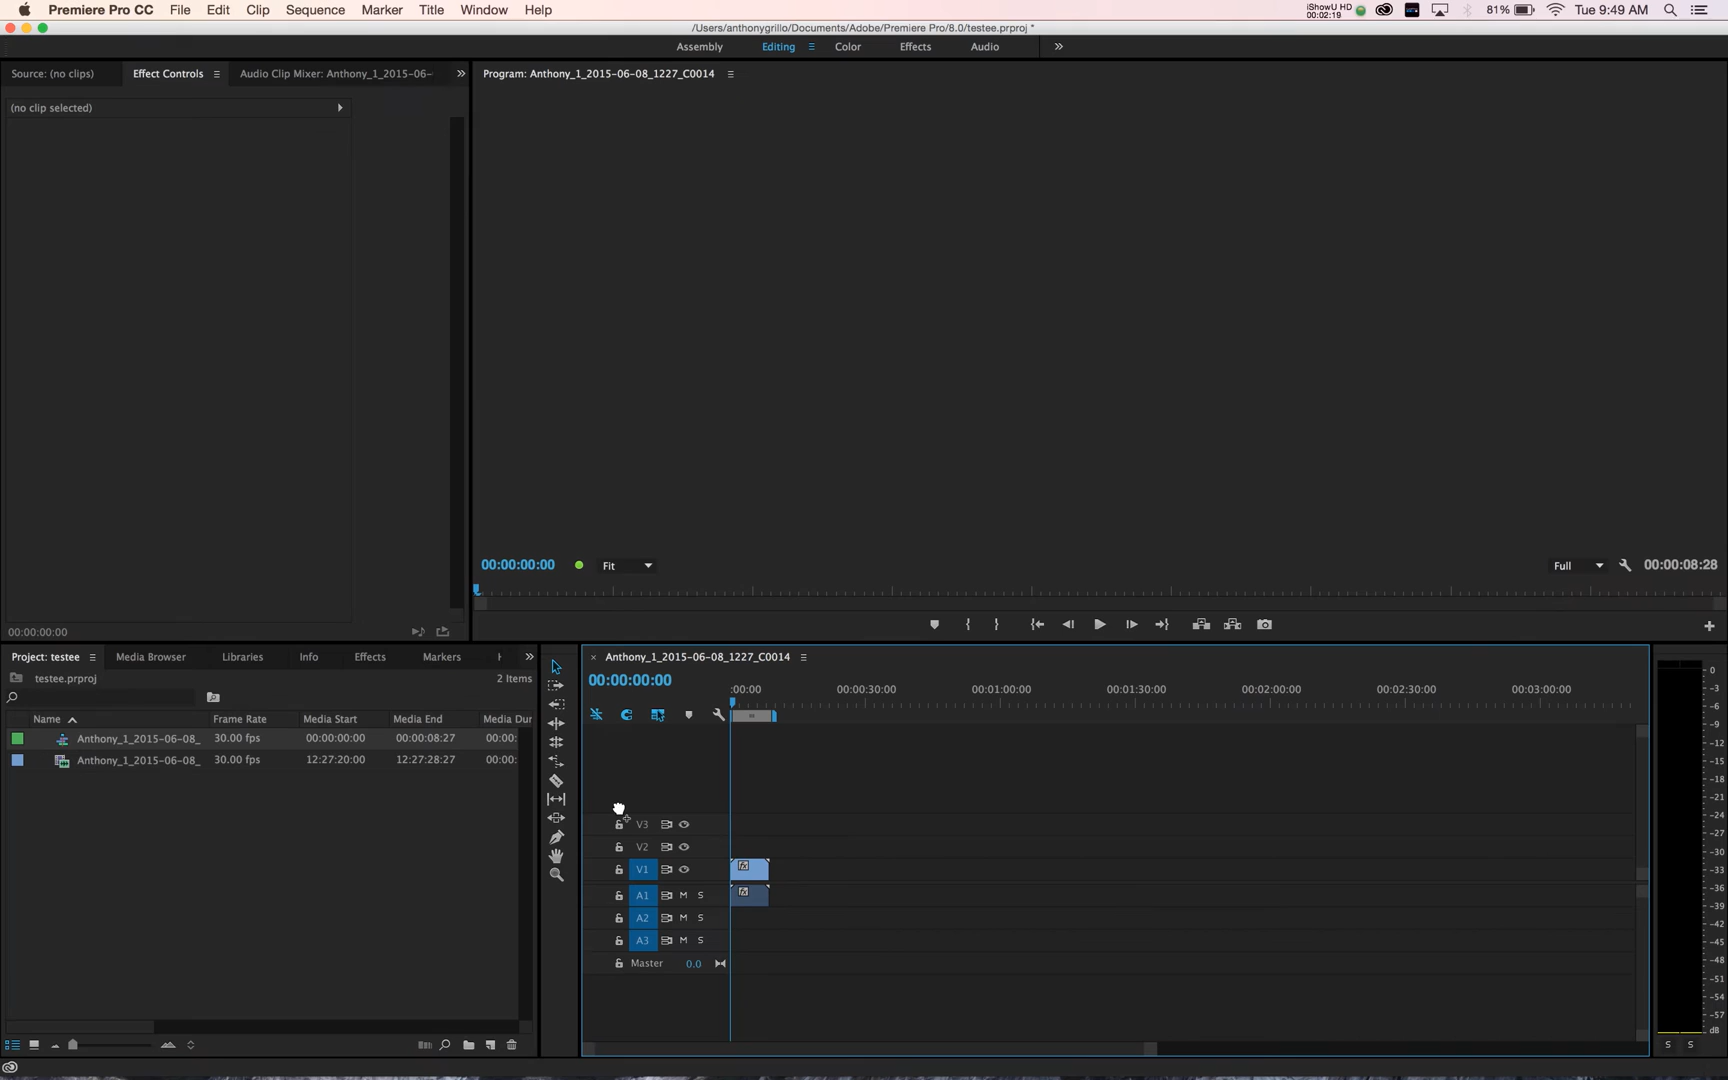 Premiere Pro CC File Edit Clip Sequence Marker Title Window Help iShowU HD 00:02:19 81% Tue 9:49 AM
/Users/anthonygrillo/Documents/Adobe/Premiere Pro/8.0/testee.prproj *
Assembly Editing Color Effects Audio
Source: (no clips) Effect Controls Audio Clip Mixer: Anthony_1_2015-06-
Program: Anthony_1_2015-06-08_1227_C0014
(no clip selected)
00:00:00:00 Fit Full 00:00:08:28
00:00:00:00
Project: testee Media Browser Libraries Info Effects Markers
testee.prproj 2 Items
Name Frame Rate Media Start Media End Media Dur
Anthony_1_2015-06-08_ 30.00 fps 00:00:00:00 00:00:08:27 00:00:
Anthony_1_2015-06-08_ 30.00 fps 12:27:20:00 12:27:28:27 00:00:
Anthony_1_2015-06-08_1227_C0014
00:00:00:00
:00:00 00:00:30:00 00:01:00:00 00:01:30:00 00:02:00:00 00:02:30:00 00:03:00:00
V3
V2
V1 fx
A1 M S fx
A2 M S
A3 M S
Master 0.0
0
-3
-6
-9
-12
-15
-18
-21
-24
-27
-30
-33
-36
-39
-42
-45
-48
-51
-54
-57
dB
S S